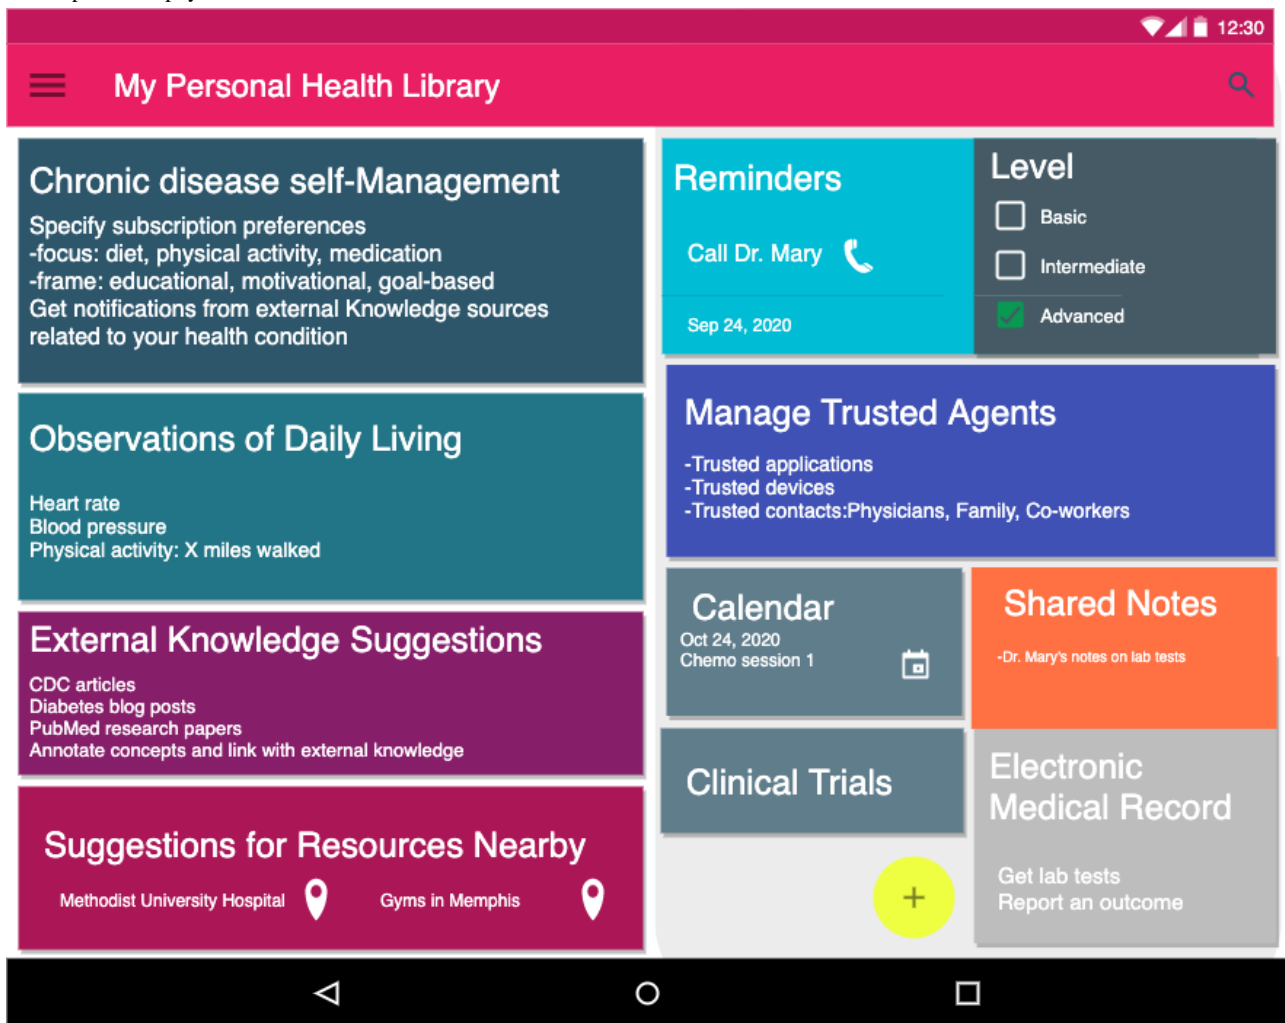 12:30
My Personal Health Library
Chronic disease self-Management
Specify subscription preferences
-focus: diet, physical activity, medication
-frame: educational, motivational, goal-based
Get notifications from external Knowledge sources
related to your health condition
Observations of Daily Living
Heart rate
Blood pressure
Physical activity: X miles walked
External Knowledge Suggestions
CDC articles
Diabetes blog posts
PubMed research papers
Annotate concepts and link with external knowledge
Suggestions for Resources Nearby
Methodist University Hospital
Gyms in Memphis
Reminders
Call Dr. Mary
Sep 24, 2020
Level
Basic
Intermediate
Advanced
Manage Trusted Agents
-Trusted applications
-Trusted devices
-Trusted contacts:Physicians, Family, Co-workers
Calendar
Oct 24, 2020
Chemo session 1
Shared Notes
-Dr. Mary's notes on lab tests
Clinical Trials
Electronic
Medical Record
Get lab tests
Report an outcome